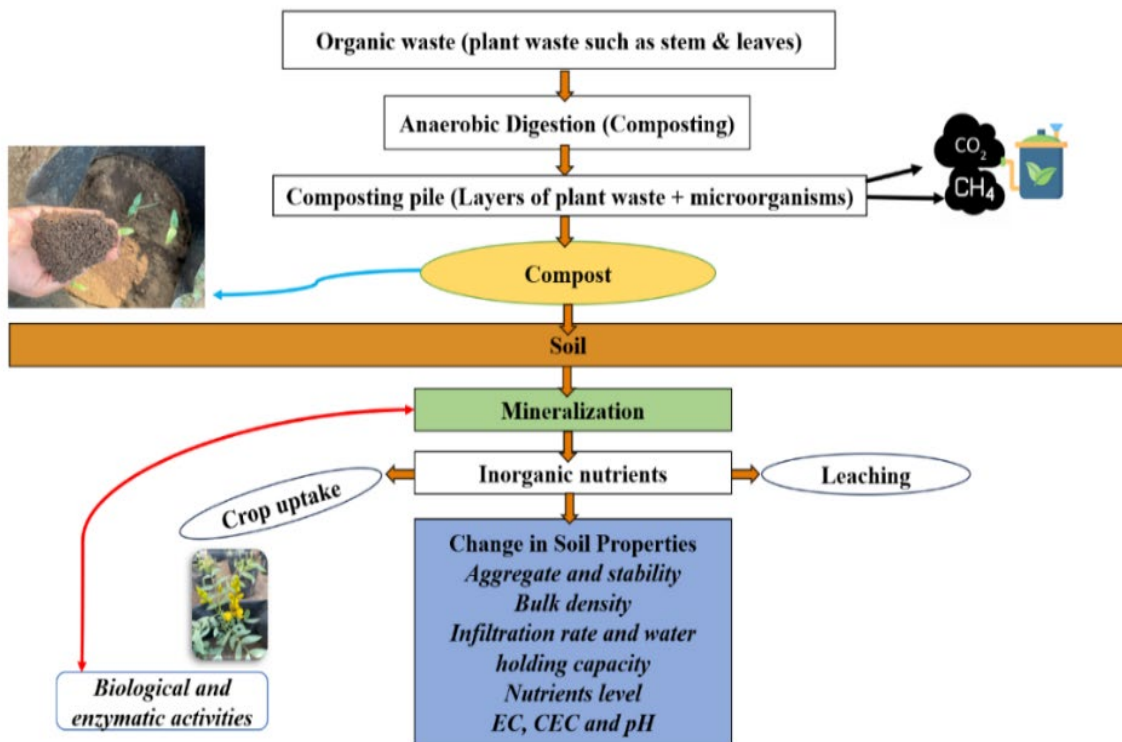 Organic waste (plant waste such as stem & leaves)
Anaerobic Digestion (Composting)
Composting pile (Layers of plant waste + microorganisms)
CO2
CH4
Compost
Soil
Mineralization
Inorganic nutrients
Crop uptake
Leaching
Change in Soil Properties
Aggregate and stability
Bulk density
Infiltration rate and water
holding capacity
Nutrients level
EC, CEC and pH
Biological and
enzymatic activities